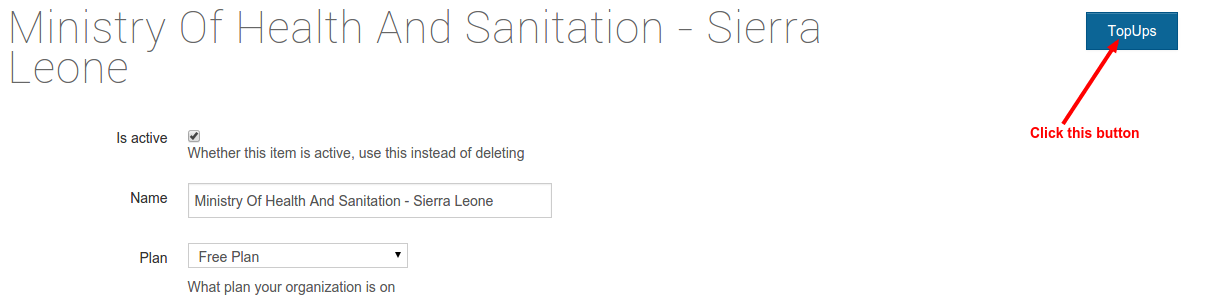 Ministry Of Health And Sanitation - Sierra
Leone
TopUps
Click this button
Is active
Whether this item is active, use this instead of deleting
Name
Ministry Of Health And Sanitation - Sierra Leone
Plan
Free Plan
What plan your organization is on